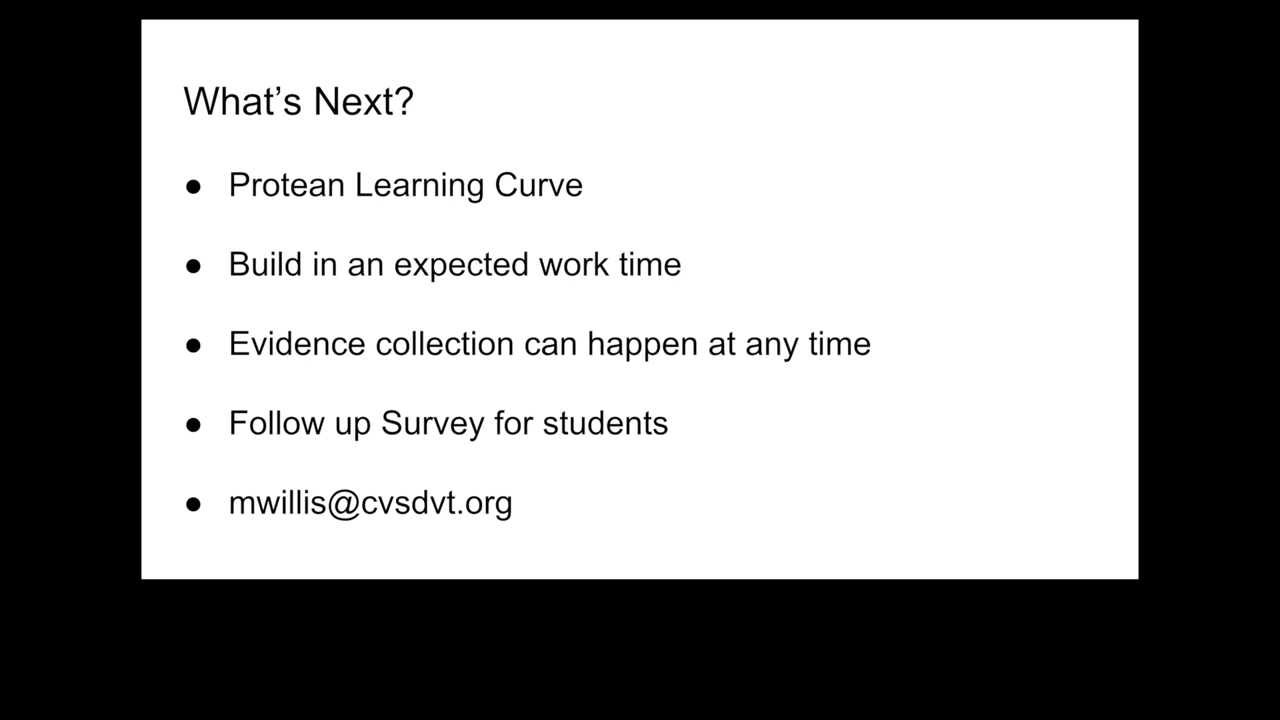 What’s Next?
● Protean Learning Curve
● Build in an expected work time
● Evidence collection can happen at any time
● Follow up Survey for students
● mwillis@cvsdvt.org